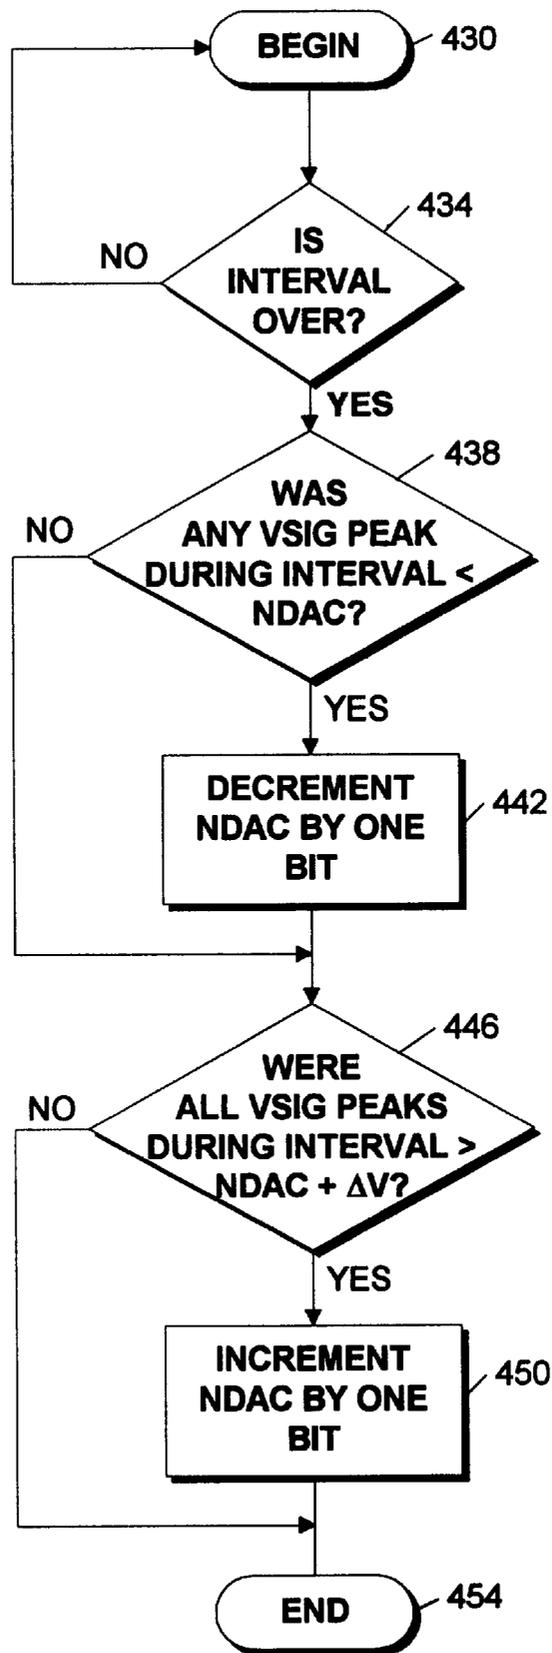 BEGIN
430
434
IS
INTERVAL
OVER?
NO
YES
438
WAS
ANY VSIG PEAK
DURING INTERVAL <
NDAC?
NO
YES
DECREMENT
NDAC BY ONE
BIT
442
446
WERE
ALL VSIG PEAKS
DURING INTERVAL >
NDAC + ΔV?
NO
YES
INCREMENT
NDAC BY ONE
BIT
450
END
454